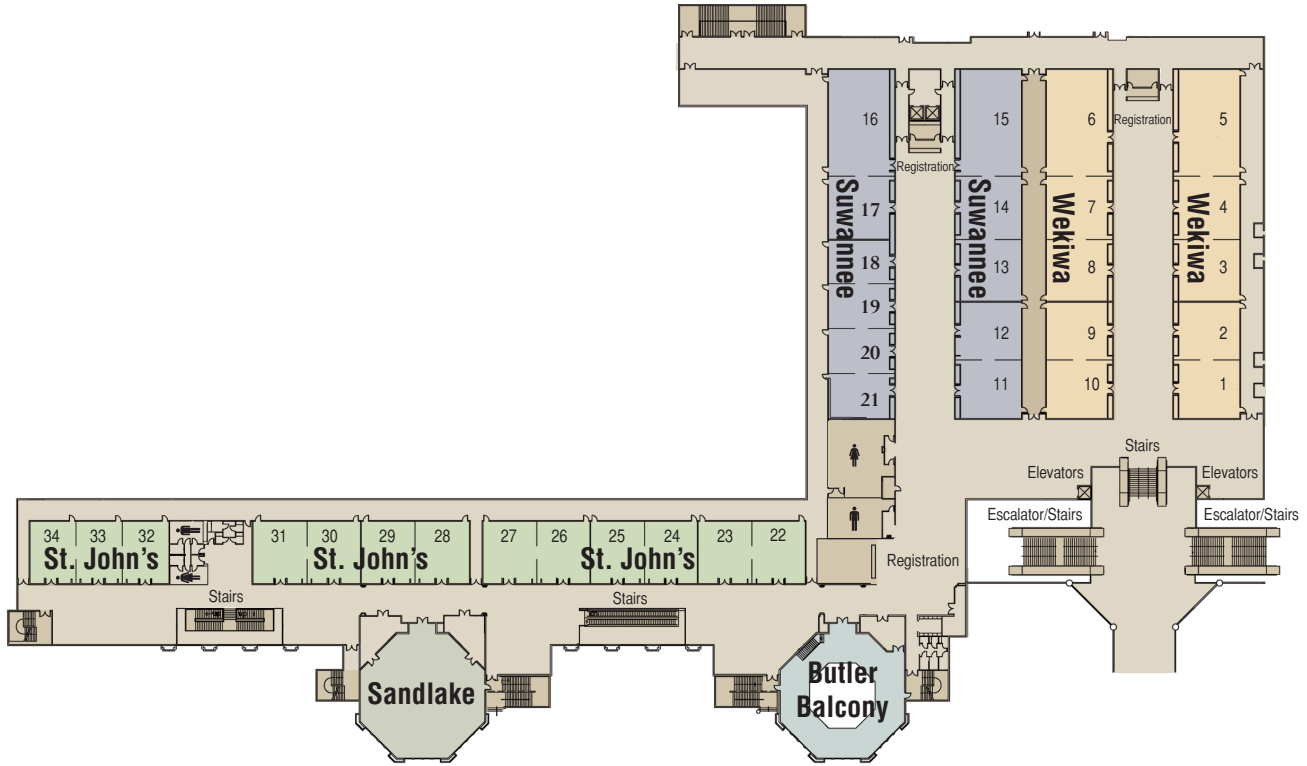 16
15
6
5
Registration
Registration
Suwannee
Suwannee
Wekiwa
Wekiwa
17
14
7
4
18
13
8
3
19
20
12
9
2
21
11
10
1
Stairs
Elevators
Elevators
Escalator/Stairs
Escalator/Stairs
34
33
32
31
30
29
28
27
26
25
24
23
22
St. John's
St. John's
St. John's
Registration
Stairs
Stairs
Sandlake
Butler
Balcony